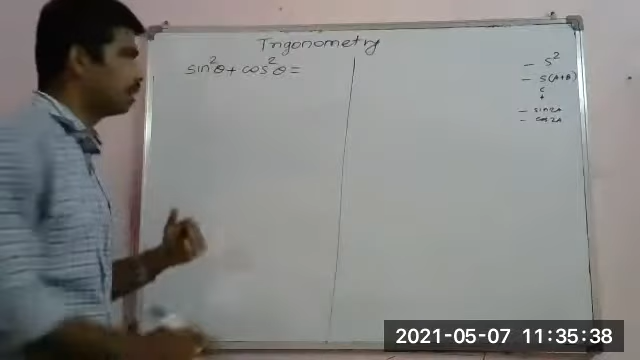 Trigonometry
sin²θ + cos²θ =
- S²
- S(A+B)
C
t
- sin2A
- cos2A
2021-05-07 11:35:38